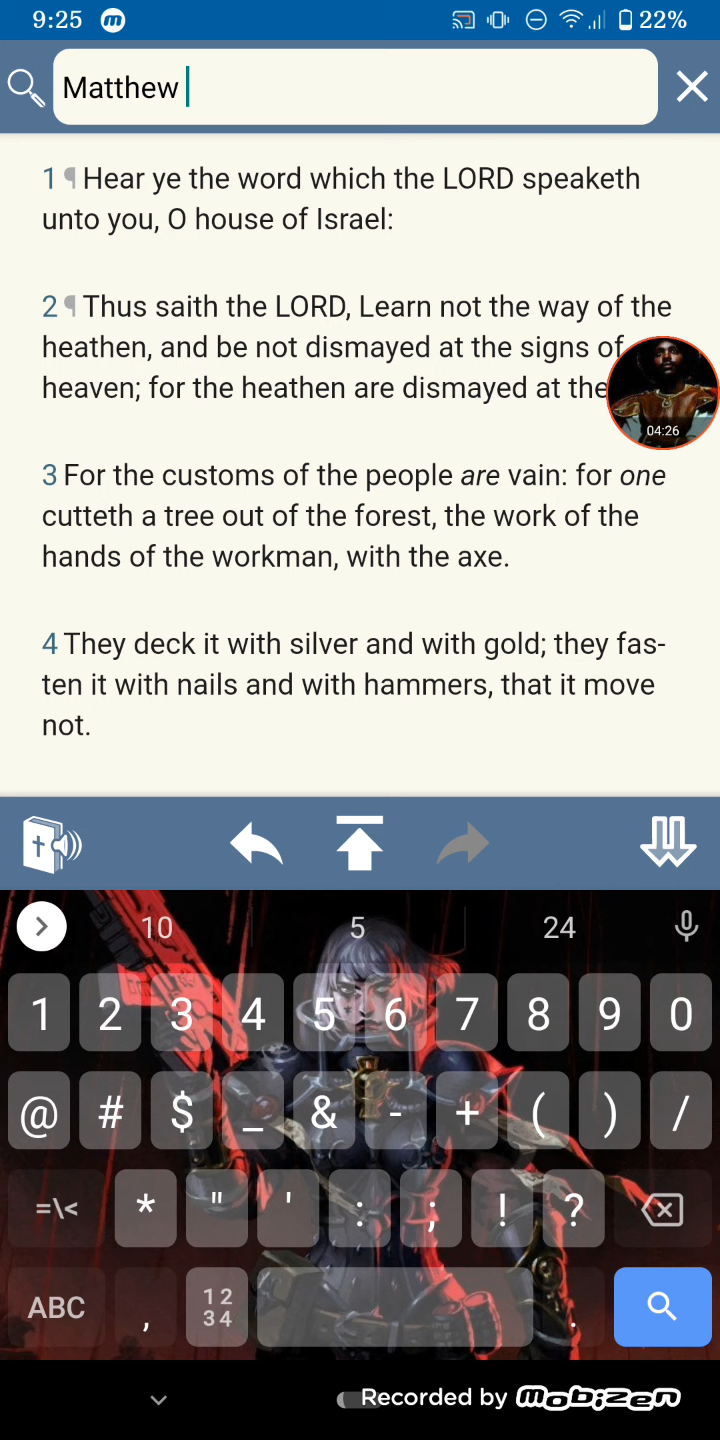 9:25 m 22%
Matthew
1 ¶ Hear ye the word which the LORD speaketh
unto you, O house of Israel:
2 ¶ Thus saith the LORD, Learn not the way of the
heathen, and be not dismayed at the signs of
heaven; for the heathen are dismayed at the
04:26
3 For the customs of the people are vain: for one
cutteth a tree out of the forest, the work of the
hands of the workman, with the axe.
4 They deck it with silver and with gold; they fas-
ten it with nails and with hammers, that it move
not.
10 5 24
1 2 3 4 5 6 7 8 9 0
@ # $ _ & - + ( ) /
=\< * " ' : ; ! ?
ABC , 1 2 3 4 .
Recorded by Mobizen